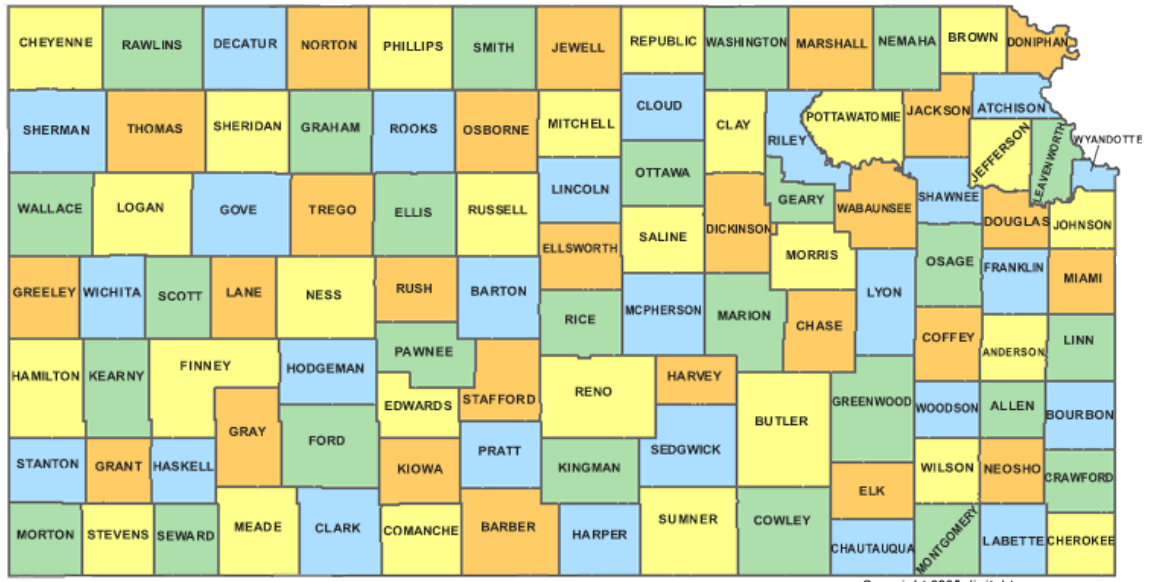 CHEYENNE
RAWLINS
DECATUR
NORTON
PHILLIPS
SMITH
JEWELL
REPUBLIC
WASHINGTON
MARSHALL
NEMAHA
BROWN
DONIPHAN
SHERMAN
THOMAS
SHERIDAN
GRAHAM
ROOKS
OSBORNE
MITCHELL
CLOUD
CLAY
RILEY
POTTAWATOMIE
JACKSON
ATCHISON
JEFFERSON
LEAVENWORTH
WYANDOTTE
WALLACE
LOGAN
GOVE
TREGO
ELLIS
RUSSELL
LINCOLN
OTTAWA
SALINE
DICKINSON
GEARY
WABAUNSEE
SHAWNEE
DOUGLAS
JOHNSON
ELLSWORTH
MORRIS
OSAGE
FRANKLIN
MIAMI
GREELEY
WICHITA
SCOTT
LANE
NESS
RUSH
BARTON
RICE
MCPHERSON
MARION
CHASE
LYON
COFFEY
ANDERSON
LINN
HAMILTON
KEARNY
FINNEY
HODGEMAN
PAWNEE
EDWARDS
STAFFORD
RENO
HARVEY
BUTLER
GREENWOOD
WOODSON
ALLEN
BOURBON
GRAY
FORD
STANTON
GRANT
HASKELL
KIOWA
PRATT
KINGMAN
SEDGWICK
ELK
WILSON
NEOSHO
CRAWFORD
MORTON
STEVENS
SEWARD
MEADE
CLARK
COMANCHE
BARBER
HARPER
SUMNER
COWLEY
CHAUTAUQUA
MONTGOMERY
LABETTE
CHEROKEE